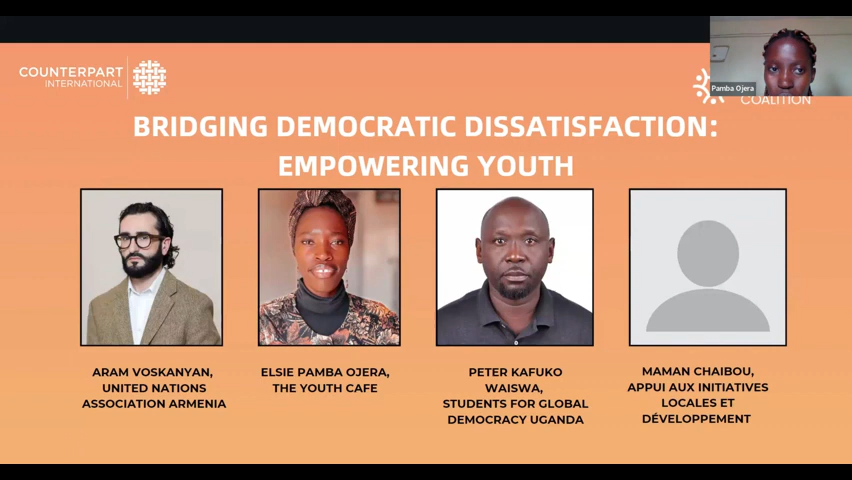 COUNTERPART
INTERNATIONAL
Pamba Ojera
COALITION
BRIDGING DEMOCRATIC DISSATISFACTION:
EMPOWERING YOUTH
ARAM VOSKANYAN,
UNITED NATIONS
ASSOCIATION ARMENIA
ELSIE PAMBA OJERA,
THE YOUTH CAFE
PETER KAFUKO
WAISWA,
STUDENTS FOR GLOBAL
DEMOCRACY UGANDA
MAMAN CHAIBOU,
APPUI AUX INITIATIVES
LOCALES ET
DÉVELOPPEMENT